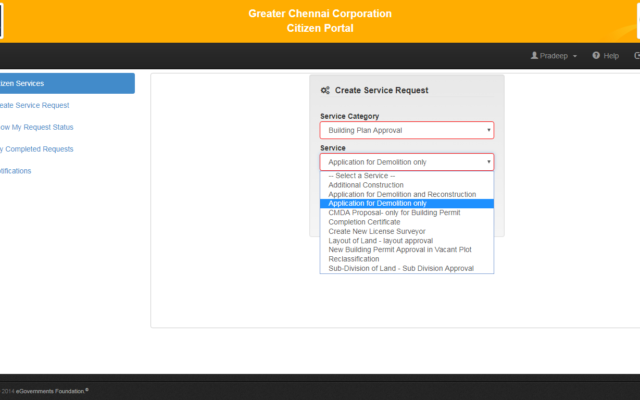 Greater Chennai Corporation
Citizen Portal
Pradeep
Help
tizen Services
eate Service Request
ow My Request Status
y Completed Requests
tifications
Create Service Request
Service Category
Building Plan Approval
Service
Application for Demolition only
-- Select a Service --
Additional Construction
Application for Demolition and Reconstruction
Application for Demolition only
CMDA Proposal- only for Building Permit
Completion Certificate
Create New License Surveyor
Layout of Land - layout approval
New Building Permit Approval in Vacant Plot
Reclassification
Sub-Division of Land - Sub Division Approval
2014 eGovernments Foundation ®